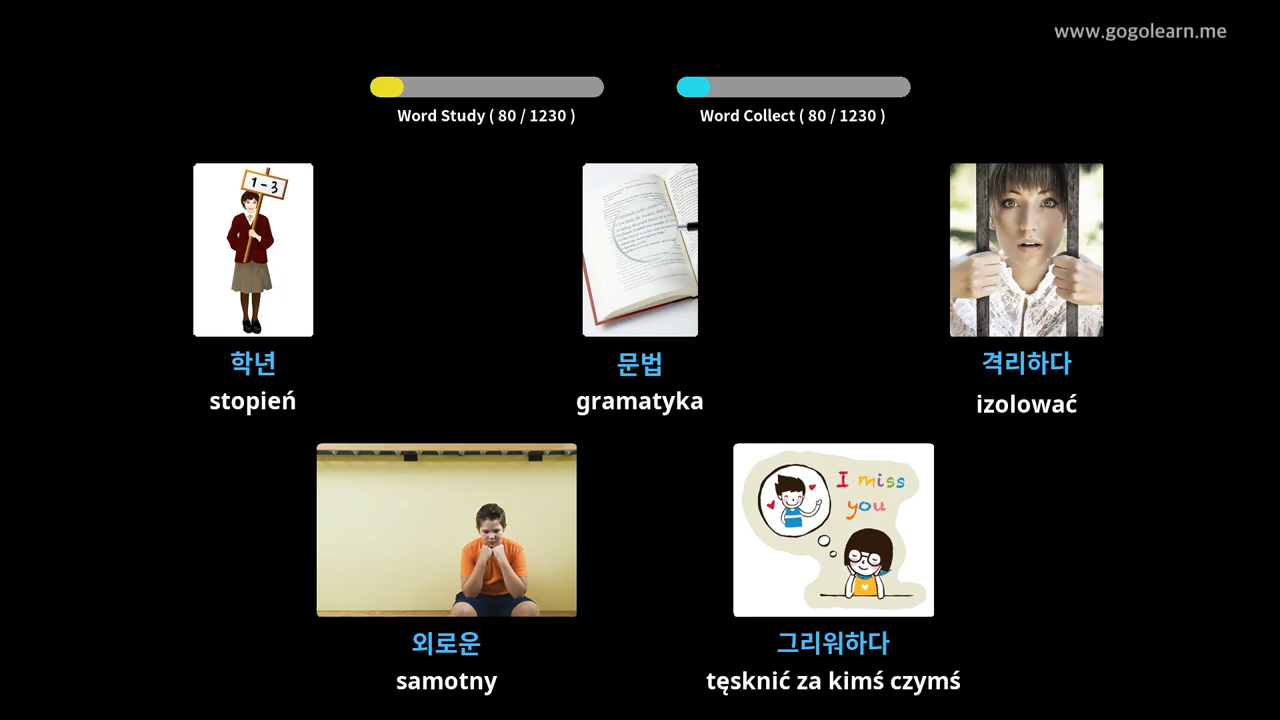 www.gogolearn.me
Word Study ( 80 / 1230 )
Word Collect ( 80 / 1230 )
1 - 3
학년
stopień
문법
gramatyka
격리하다
izolować
I miss
you
외로운
samotny
그리워하다
tęsknić za kimś czymś